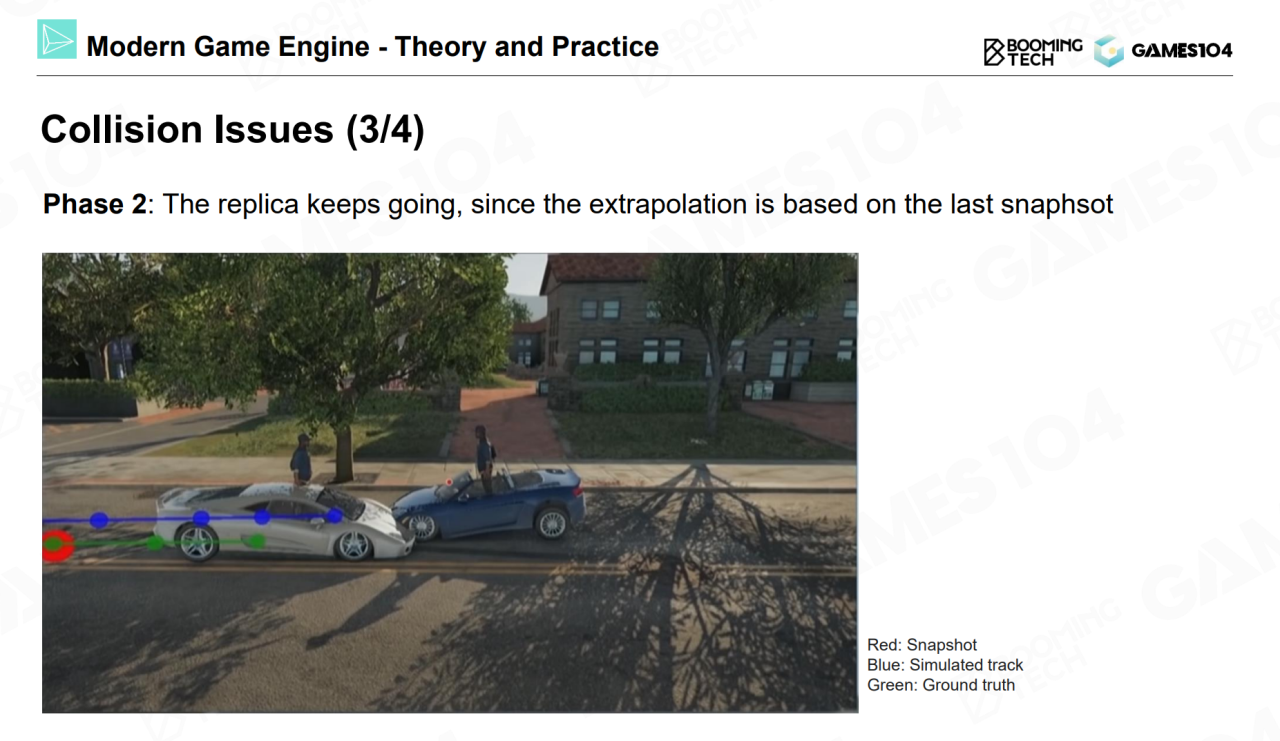 Modern Game Engine - Theory and Practice
BOOMING
TECH
GAMES104
Collision Issues (3/4)
Phase 2: The replica keeps going, since the extrapolation is based on the last snaphsot
Red: Snapshot
Blue: Simulated track
Green: Ground truth